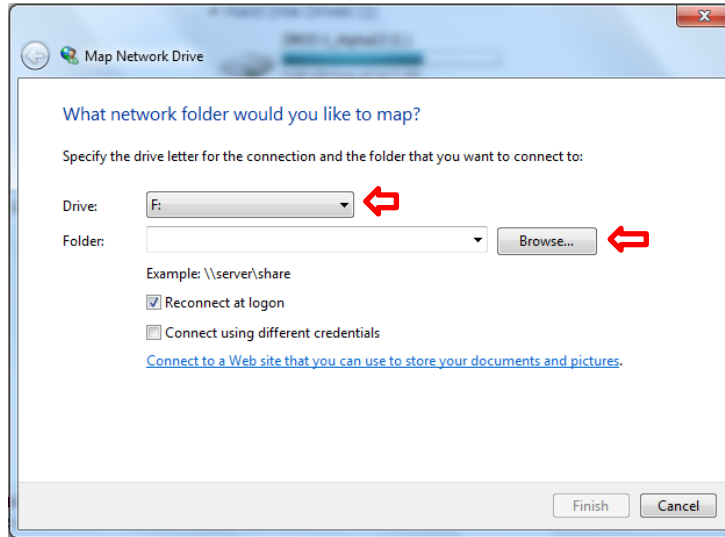 Map Network Drive
What network folder would you like to map?
Specify the drive letter for the connection and the folder that you want to connect to:
Drive: F:
Folder: Browse...
Example: \\server\share
Reconnect at logon
Connect using different credentials
Connect to a Web site that you can use to store your documents and pictures.
Finish Cancel